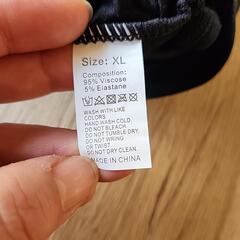 Size: XL
Composition:
95% Viscose
5% Elastane
WASH WITH LIKE
COLORS.
HAND WASH COLD.
DO NOT BLEACH.
DO NOT TUMBLE DRY.
DO NOT WRING
OR TWIST.
DO NOT DRY CLEAN.
MADE IN CHINA